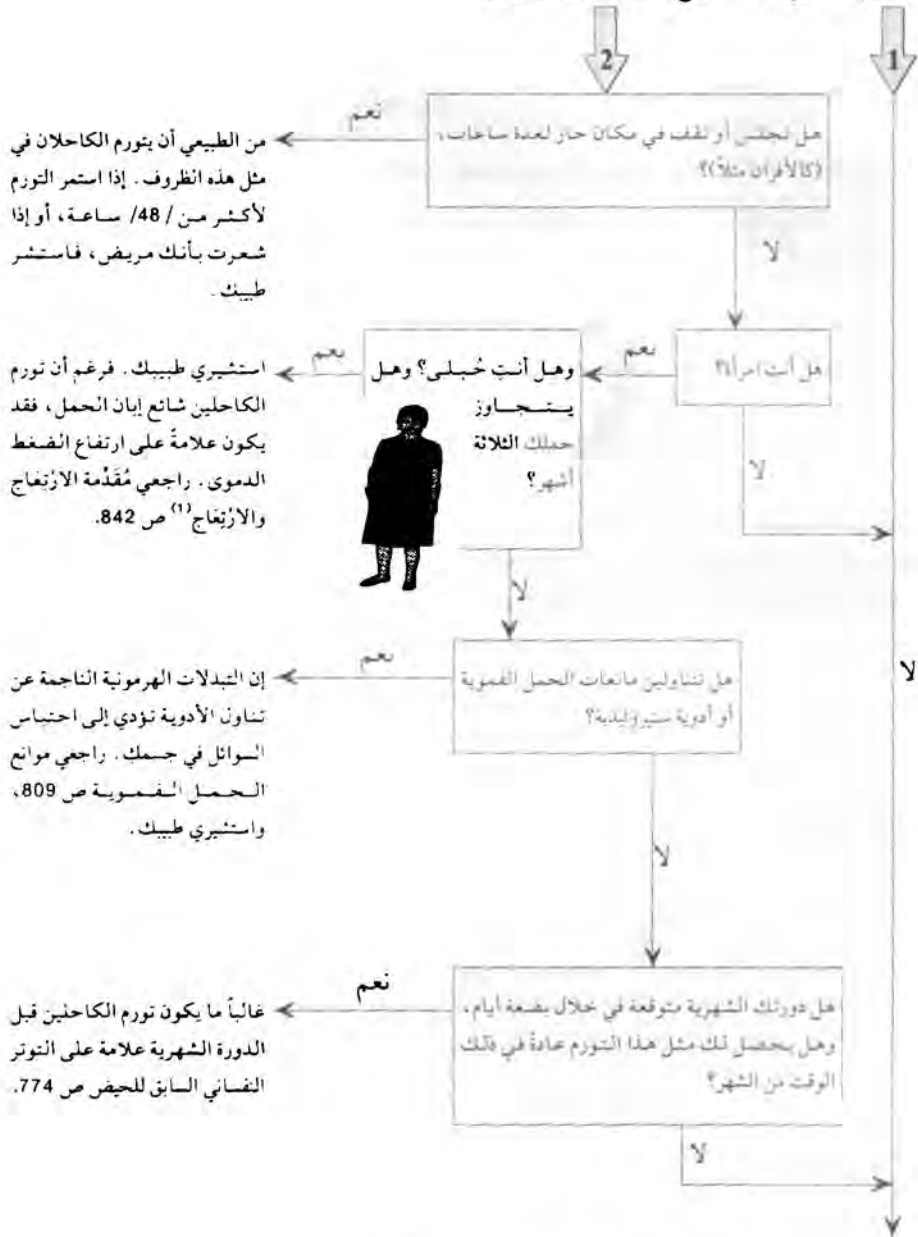 2
1
هل تجلس أو تقف في مكان حار لعدة ساعات،
(كالأفران مثلاً)؟
نعم
من الطبيعي أن يتورم الكاحلان في
مثل هذه الظروف. إذا استمر التورم
لأكثر من /48/ ساعة، أو إذا
شعرت بأنك مريض، فاستشر
طبيبك.
لا
هل أنتِ امرأة؟
نعم
وهل أنتِ حُبلى؟ وهل
يتجاوز
حملك الثلاثة
أشهر؟
نعم
استشيري طبيبك. فرغم أن تورم
الكاحلين شائع إبان الحمل، فقد
يكون علامةً على ارتفاع الضغط
الدموي. راجعي مُقَدِّمة الارْتِعاج
والارْتِعَاج(1) ص 842.
لا
لا
لا
هل تتناولين مانعات الحمل الفموية
أو أدوية ستيروئيدية؟
نعم
إن التبدلات الهرمونية الناجمة عن
تناول الأدوية تؤدي إلى احتباس
السوائل في جسمك. راجعي موانع
الحمل الفموية ص 809،
واستشيري طبيبك.
لا
هل دورتك الشهرية متوقعة في خلال بضعة أيام،
وهل يحصل لك مثل هذا التورم عادةً في ذلك
الوقت من الشهر؟
نعم
غالباً ما يكون تورم الكاحلين قبل
الدورة الشهرية علامة على التوتر
النفساني السابق للحيض ص 774.
لا